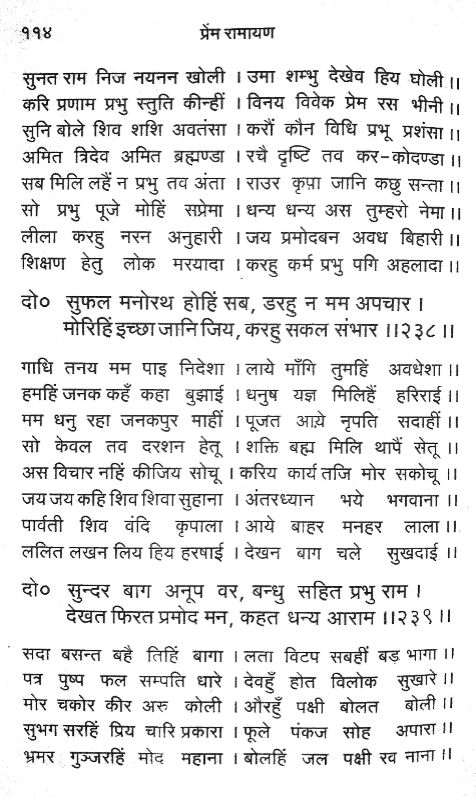 ११४ प्रेम रामायण
सुनत राम निज नयनन खोली । उमा शम्भु देखेव हिय घोली ।।
करि प्रणाम प्रभु स्तुति कीन्हीं । विनय विवेक प्रेम रस भीनी ।।
सुनि बोले शिव शशि अवतंसा । करौं कौन विधि प्रभू प्रशंसा ।।
अमित त्रिदेव अमित ब्रह्मण्डा । रचै दृष्टि तव कर-कोदण्डा ।।
सब मिलि लहैं न प्रभु तव अंता । राउर कृपा जानि कछु सन्ता ।।
सो प्रभु पूजे मोहिं सप्रेमा । धन्य धन्य अस तुम्हरो नेमा ।।
लीला करहु नरन अनुहारी । जय प्रमोदबन अवध बिहारी ।।
शिक्षण हेतु लोक मरयादा । करहु कर्म प्रभु पगि अहलादा ।।
दो० सुफल मनोरथ होहिं सब, डरहु न मम अपचार ।
मोरिहिं इच्छा जानि जिय, करहु सकल संभार ।।२३८।।
गाधि तनय मम पाइ निदेशा । लाये माँगि तुमहिं अवधेशा ।।
हमहिं जनक कहँ कहा बुझाई । धनुष यज्ञ मिलिहैं हरिराई ।।
मम धनु रहा जनकपुर माहीं । पूजत आये नृपति सदाहीं ।।
सो केवल तव दरशन हेतू । शक्ति बह्म मिलि थापैं सेतू ।।
अस विचार नहिं कीजिय सोचू । करिय कार्य तजि मोर सकोचू ।।
जय जय कहि शिव शिवा सुहाना । अंतरध्यान भये भगवाना ।।
पार्वती शिव वंदि कृपाला । आये बाहर मनहर लाला ।।
ललित लखन लिय हिय हरषाई । देखन बाग चले सुखदाई ।।
दो० सुन्दर बाग अनूप वर, बन्धु सहित प्रभु राम ।
देखत फिरत प्रमोद मन, कहत धन्य आराम ।।२३९।।
सदा बसन्त बहै तिहिं बागा । लता विटप सबहीं बड़ भागा ।।
पत्र पुष्प फल सम्पति धारे । देवहुँ होत विलोक सुखारे ।।
मोर चकोर कीर अरु कोली । औरहुँ पक्षी बोलत बोली ।।
सुभग सरहिं प्रिय चारि प्रकारा । फूले पंकज सोह अपारा ।।
भ्रमर गुञ्जरहिं मोद महाना । बोलहिं जल पक्षी रव नाना ।।